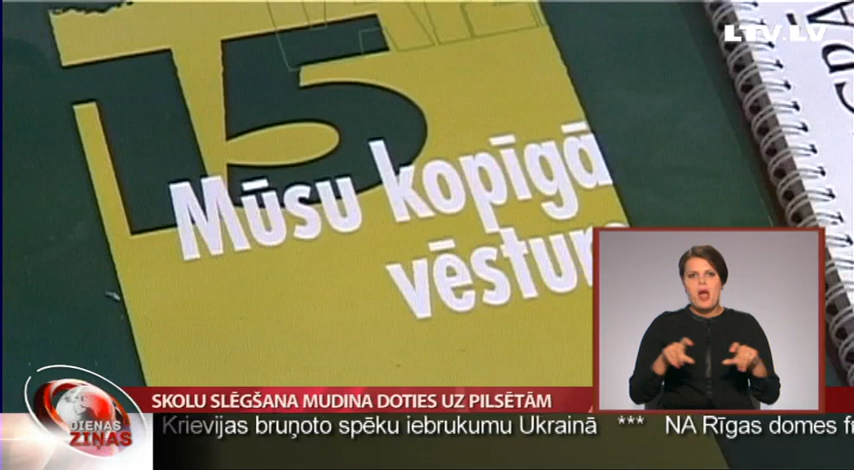 LTV.LV
15
Mūsu kopīgā
SKOLU SLĒGŠANA MUDINA DOTIES UZ PILSĒTĀM
DIENAS
ZIŅAS
Krievijas bruņoto spēku iebrukumu Ukrainā *** NA Rīgas domes